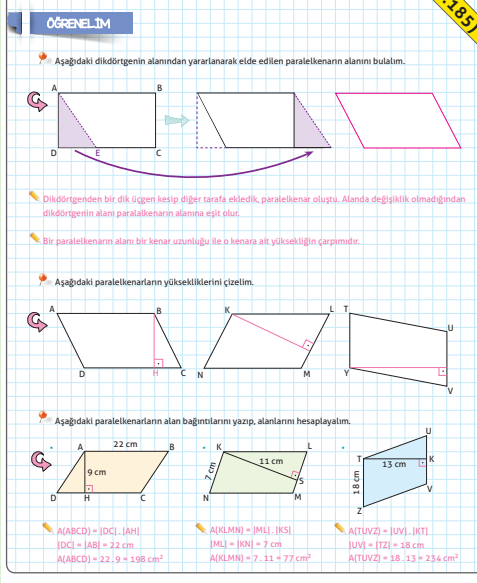 .185)
ÖĞRENELİM
Aşağıdaki dikdörtgenin alanından yararlanarak elde edilen paralelkenarın alanını bulalım.
A B
D E C
Dikdörtgenden bir dik üçgen kesip diğer tarafa ekledik, paralelkenar oluştu. Alanda değişiklik olmadığından
dikdörtgenin alanı paralalkenarın alanına eşit olur.
Bir paralelkenarın alanı bir kenar uzunluğu ile o kenara ait yüksekliğin çarpımıdır.
Aşağıdaki paralelkenarların yüksekliklerini çizelim.
A B K L T
U
D H C N M Y
V
Aşağıdaki paralelkenarların alan bağıntılarını yazıp, alanlarını hesaplayalım.
A 22 cm B K L U
9 cm 7 cm 11 cm S T 13 cm K
18 cm
D H C N M V
Z
A(ABCD) = |DC| . |AH|
|DC| = |AB| = 22 cm
A(ABCD) = 22 . 9 = 198 cm²
A(KLMN) = |ML| . |KS|
|ML| = |KN| = 7 cm
A(KLMN) = 7 . 11 = 77 cm²
A(TUVZ) = |UV| . |KT|
|UV| = |TZ| = 18 cm
A(TUVZ) = 18 . 13 = 234 cm²